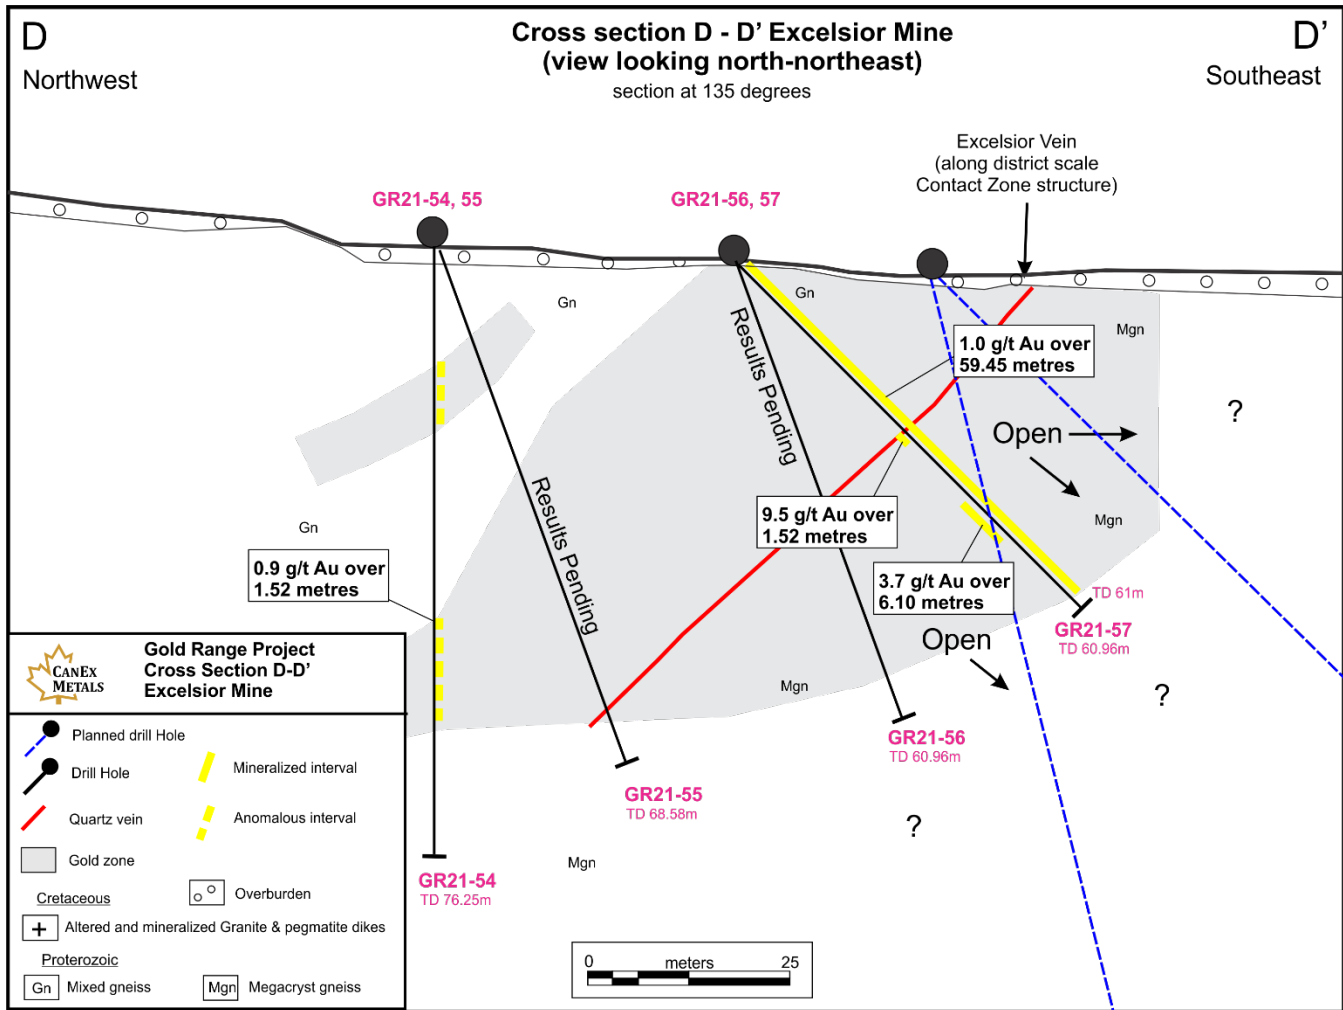 D
Northwest
Cross section D - D’ Excelsior Mine
(view looking north-northeast)
section at 135 degrees
D’
Southeast
Excelsior Vein
(along district scale
Contact Zone structure)
GR21-54, 55
GR21-56, 57
Gn
Gn
Mgn
Results Pending
1.0 g/t Au over
59.45 metres
?
Open
Results Pending
9.5 g/t Au over
1.52 metres
Mgn
Gn
0.9 g/t Au over
1.52 metres
3.7 g/t Au over
6.10 metres
TD 61m
GR21-57
TD 60.96m
Open
Mgn
?
GR21-56
TD 60.96m
GR21-55
TD 68.58m
?
Mgn
GR21-54
TD 76.25m
CANEX
METALS
Gold Range Project
Cross Section D-D’
Excelsior Mine
Planned drill Hole
Drill Hole
Mineralized interval
Quartz vein
Anomalous interval
Gold zone
Cretaceous
Overburden
Altered and mineralized Granite & pegmatite dikes
Proterozoic
Gn Mixed gneiss
Mgn Megacryst gneiss
0 meters 25